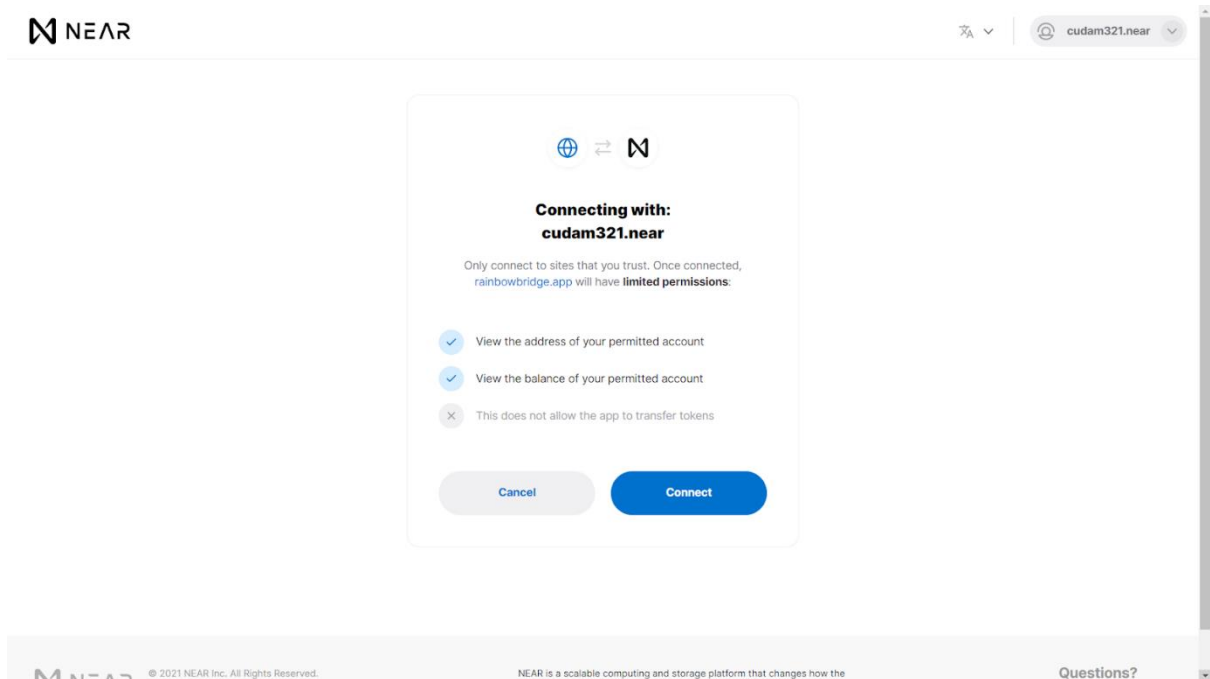 NEAR
cudam321.near
Connecting with:
cudam321.near
Only connect to sites that you trust. Once connected,
rainbowbridge.app will have limited permissions:
View the address of your permitted account
View the balance of your permitted account
This does not allow the app to transfer tokens
Cancel
Connect
© 2021 NEAR Inc. All Rights Reserved.
NEAR is a scalable computing and storage platform that changes how the
Questions?